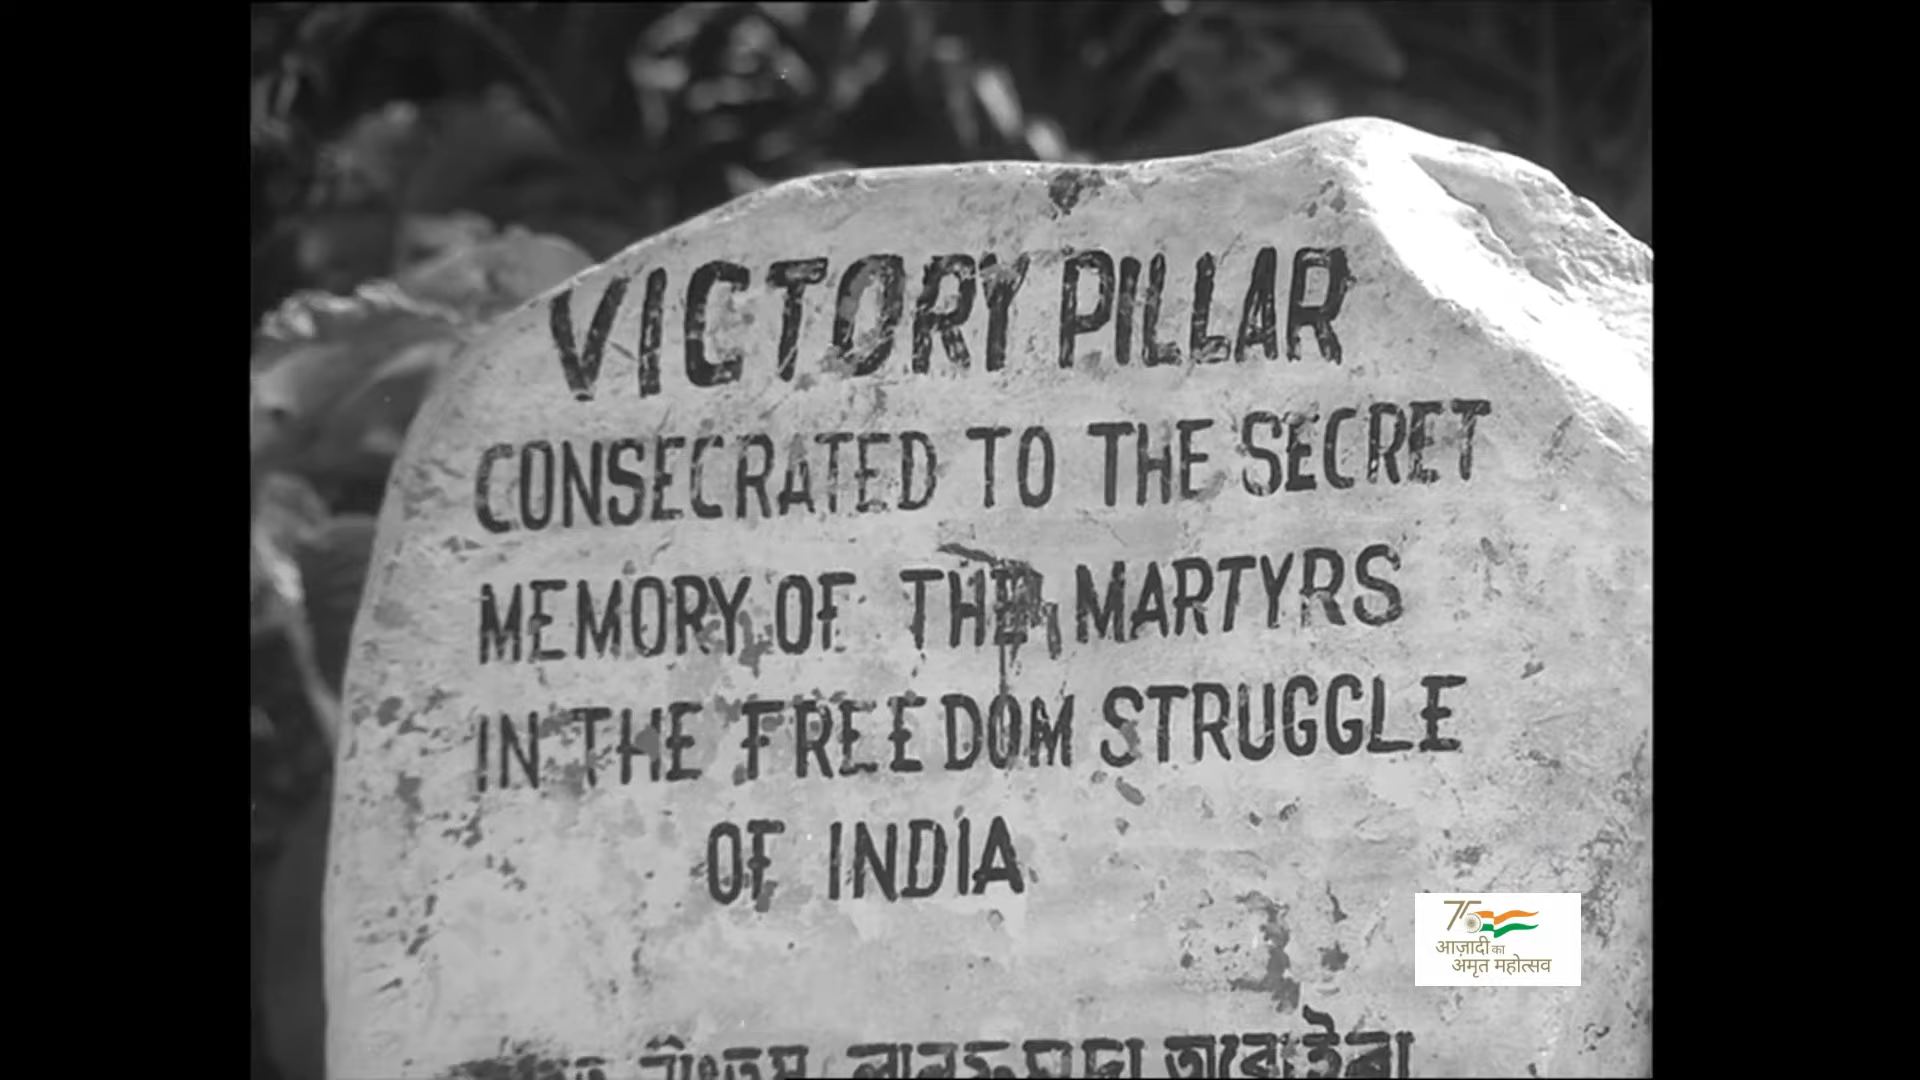 VICTORY PILLAR
CONSECRATED TO THE SECRET
MEMORY OF THE MARTYRS
IN THE FREEDOM STRUGGLE
OF INDIA
75
आज़ादी का
अमृत महोत्सव